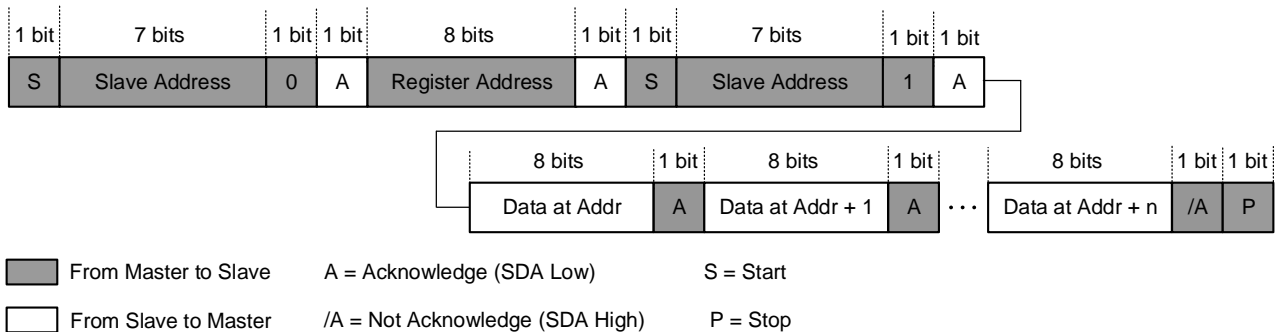 1 bit 7 bits 1 bit 1 bit 8 bits 1 bit 1 bit 7 bits 1 bit 1 bit
S Slave Address 0 A Register Address A S Slave Address 1 A
8 bits 1 bit 8 bits 1 bit 8 bits 1 bit 1 bit
Data at Addr A Data at Addr + 1 A ... Data at Addr + n /A P
From Master to Slave A = Acknowledge (SDA Low) S = Start
From Slave to Master /A = Not Acknowledge (SDA High) P = Stop